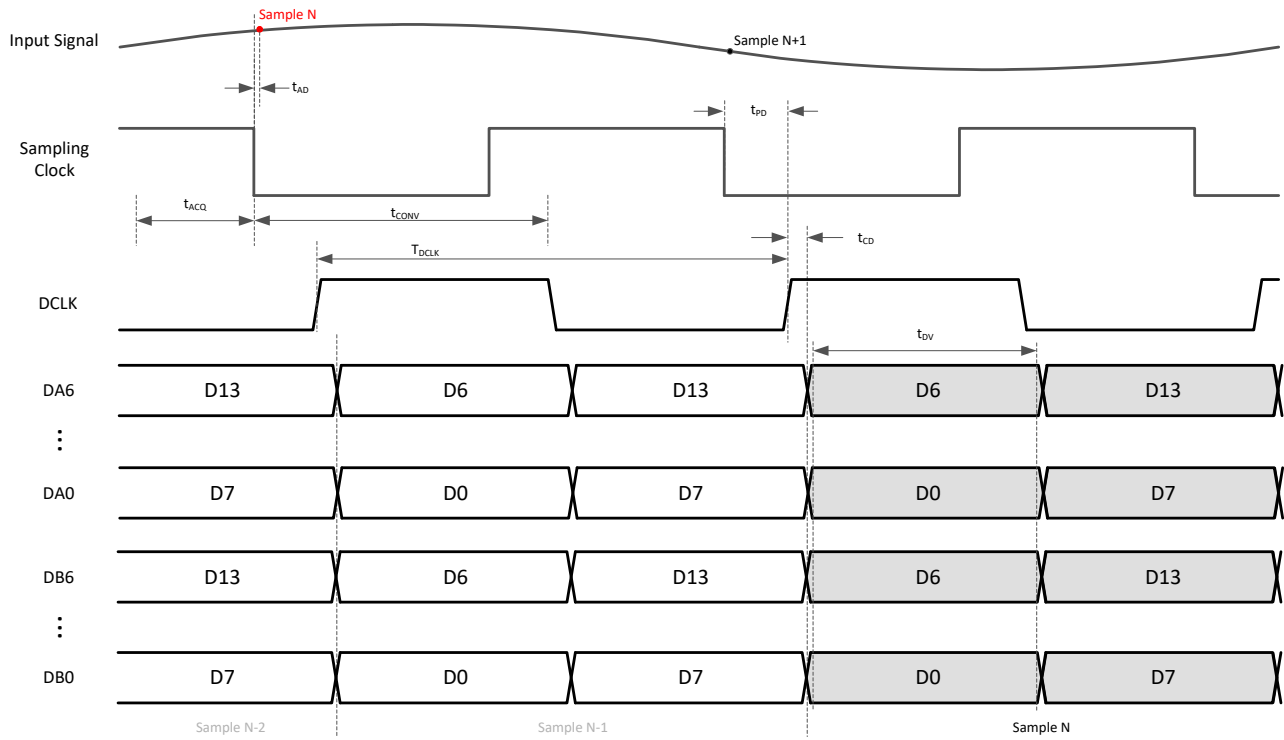 Sample N
Input Signal
Sample N+1
tAD
tPD
Sampling
Clock
tACQ
tCONV
tCD
TDCLK
DCLK
tDV
DA6 D13 D6 D13 D6 D13
DA0 D7 D0 D7 D0 D7
DB6 D13 D6 D13 D6 D13
DB0 D7 D0 D7 D0 D7
Sample N-2 Sample N-1 Sample N